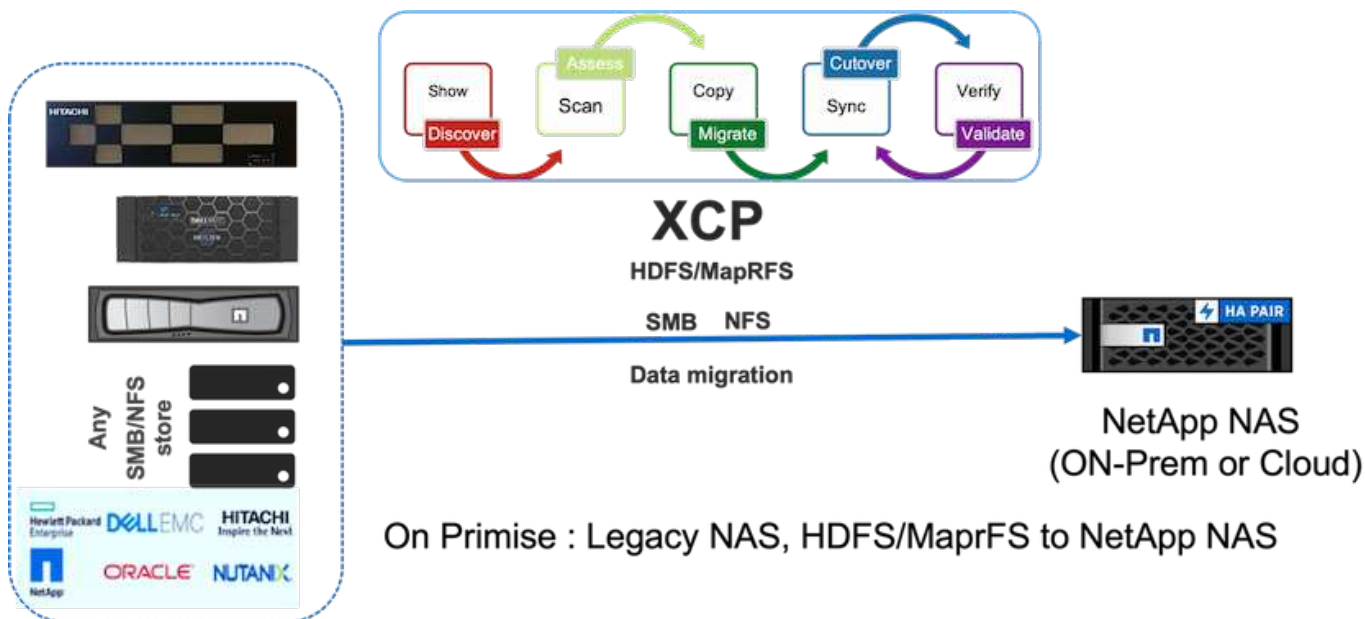 Show
Discover
Assess
Scan
Copy
Migrate
Cutover
Sync
Verify
Validate
HITACHI
XCP
HDFS/MapRFS
SMB NFS
Data migration
HA PAIR
NetApp NAS
(ON-Prem or Cloud)
Any
SMB/NFS
store
Hewlett Packard
Enterprise
DELLEMC
HITACHI
Inspire the Next
NetApp
ORACLE
NUTANIX
On Primise : Legacy NAS, HDFS/MaprFS to NetApp NAS